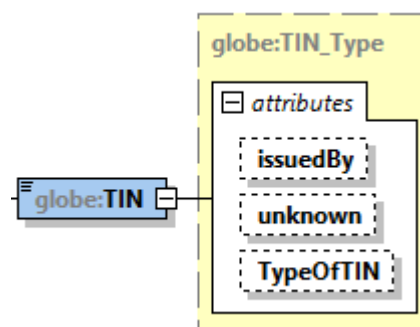 globe:TIN_Type
attributes
issuedBy
globe:TIN
unknown
TypeOfTIN